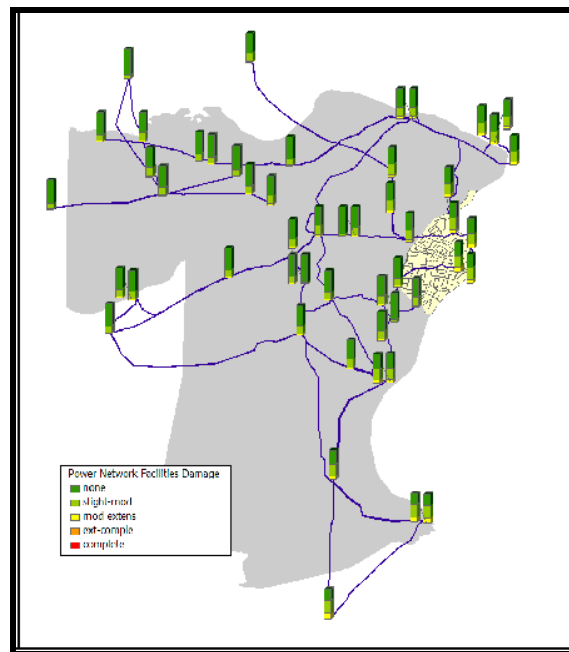 Power Network Facilities Damage
none
slight-mod
mod extens
ext-comple
complete